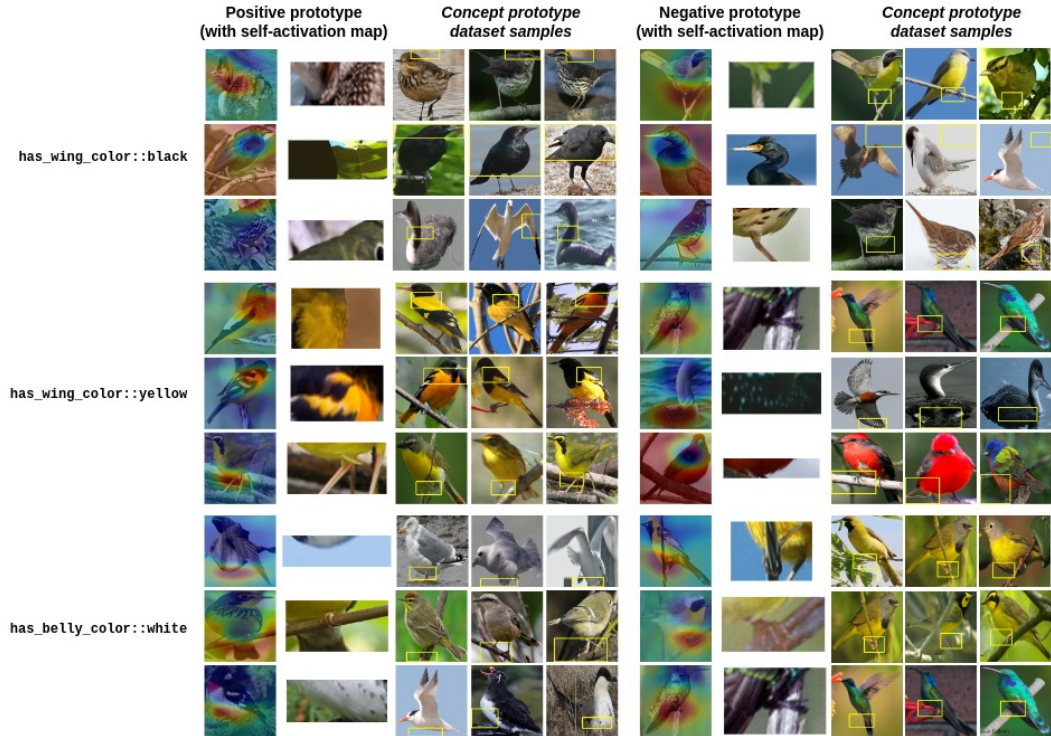 Positive prototype
(with self-activation map)
Concept prototype
dataset samples
Negative prototype
(with self-activation map)
Concept prototype
dataset samples
has_wing_color::black
has_wing_color::yellow
has_belly_color::white